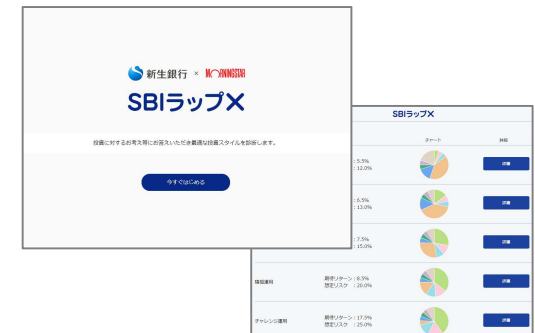 新生銀行 × MORNINGSTAR
SBIラップX
投資に対するお考え等にお答えいただき最適な投資スタイルを診断します。
今すぐはじめる
SBIラップX
チャート 詳細
: 5.5%
: 12.0%
詳細
: 6.5%
: 13.0%
詳細
: 7.5%
: 15.0%
詳細
積極運用
期待リターン : 8.5%
想定リスク : 20.0%
詳細
チャレンジ運用
期待リターン : 17.5%
想定リスク : 25.0%
詳細